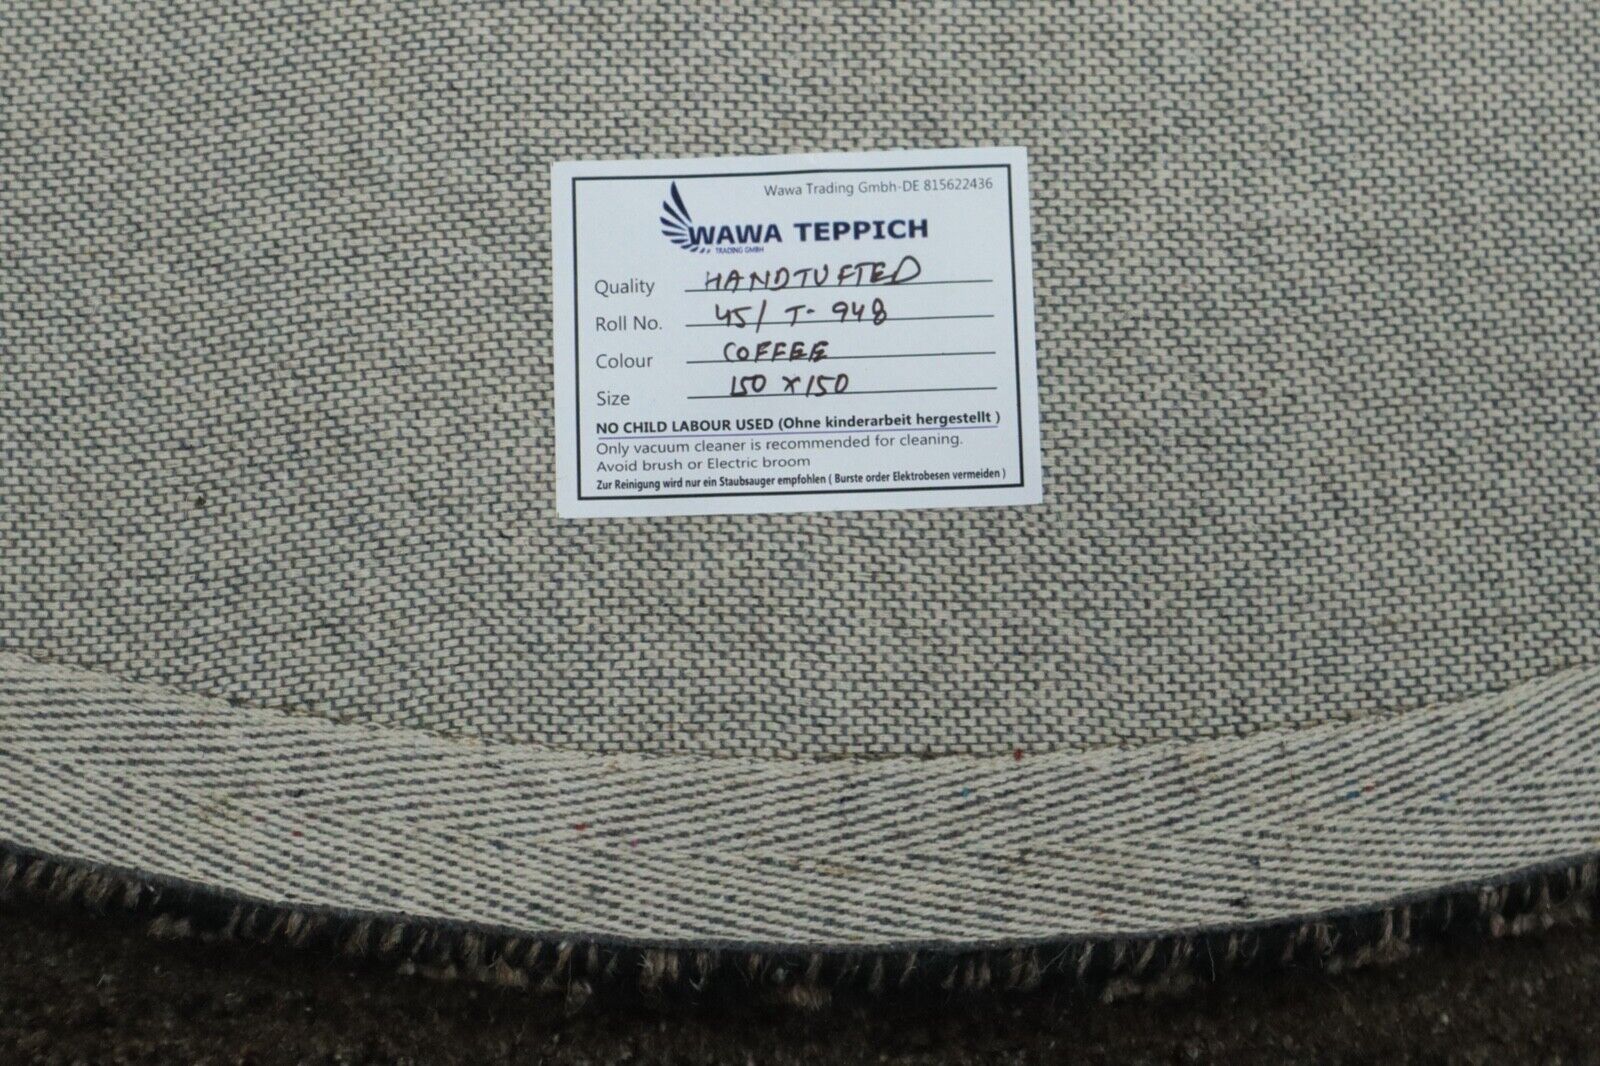 Wawa Trading Gmbh-DE 815622436
WAWA TEPPICH
TRADING GMBH
Quality HANDTUFTED
Roll No. 45/ T- 948
Colour COFFEE
Size 150 x 150
NO CHILD LABOUR USED (Ohne kinderarbeit hergestellt )
Only vacuum cleaner is recommended for cleaning.
Avoid brush or Electric broom
Zur Reinigung wird nur ein Staubsauger empfohlen ( Burste order Elektrobesen vermeiden )